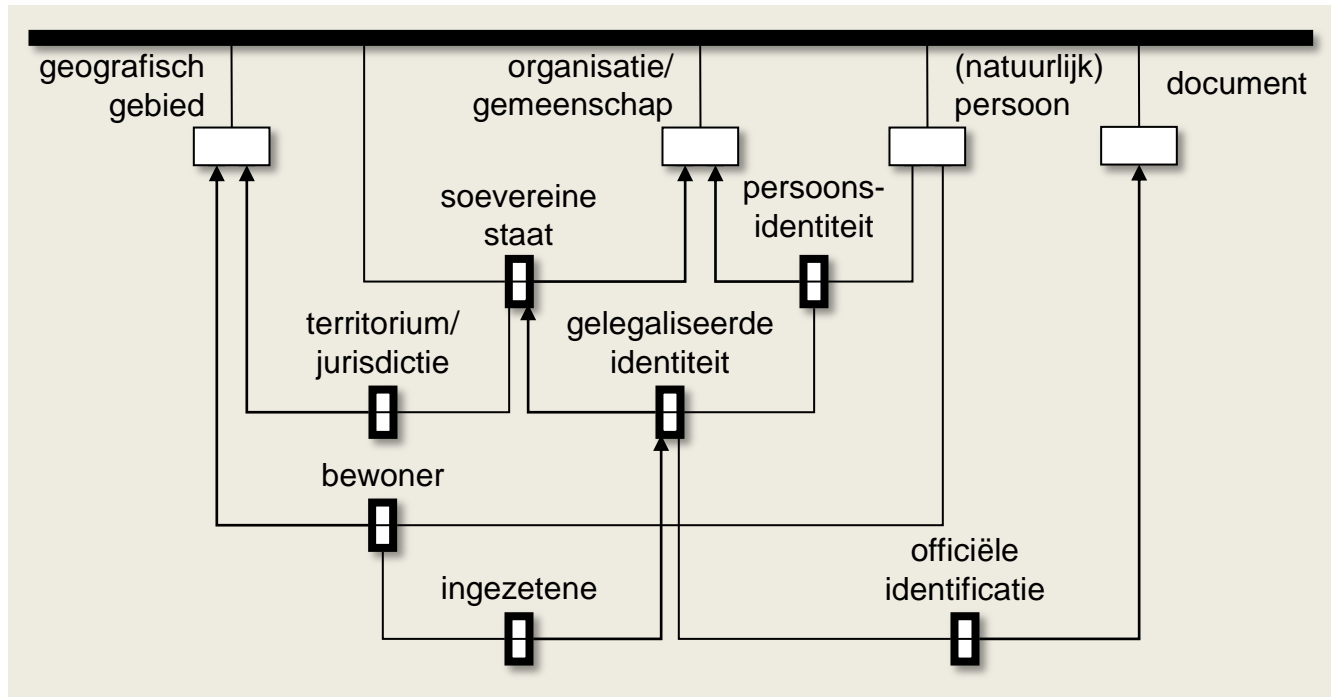 geografisch
gebied
organisatie/
gemeenschap
(natuurlijk)
persoon
document
soevereine
staat
persoons-
identiteit
territorium/
jurisdictie
gelegaliseerde
identiteit
bewoner
ingezetene
officiële
identificatie